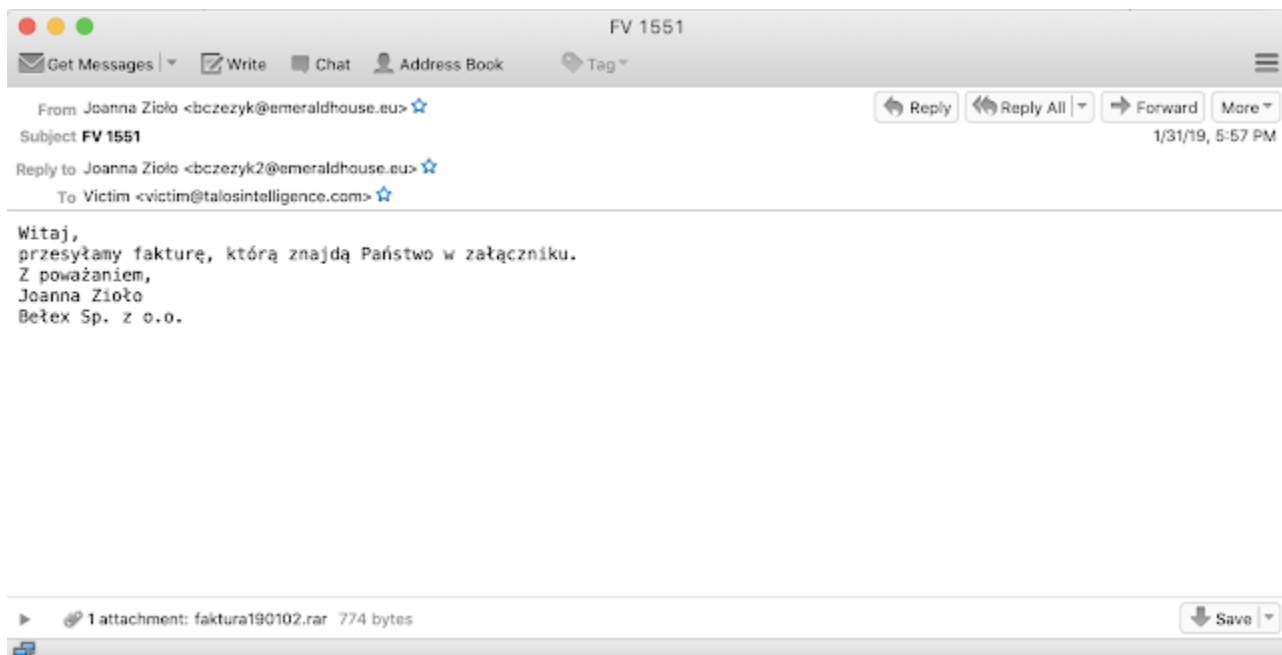 FV 1551
Get Messages Write Chat Address Book Tag
From Joanna Zioło <bczezyk@emeraldhouse.eu> Reply Reply All Forward More
Subject FV 1551 1/31/19, 5:57 PM
Reply to Joanna Zioło <bczezyk2@emeraldhouse.eu>
To Victim <victim@talosintelligence.com>
Witaj,
przesyłamy fakturę, którą znajdą Państwo w załączniku.
Z poważaniem,
Joanna Zioło
Bełex Sp. z o.o.
1 attachment: faktura190102.rar 774 bytes Save